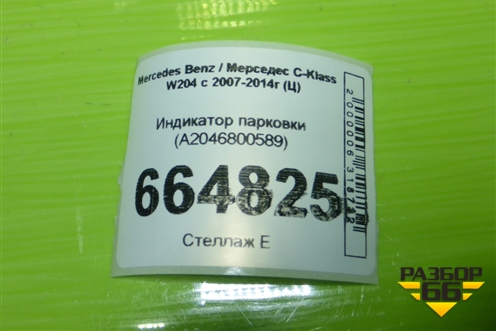 Mercedes Benz / Мерседес C-Klass
W204 с 2007-2014г (Ц)
Индикатор парковки
(A2046800589)
664825
Стеллаж Е
РАЗБОР
66